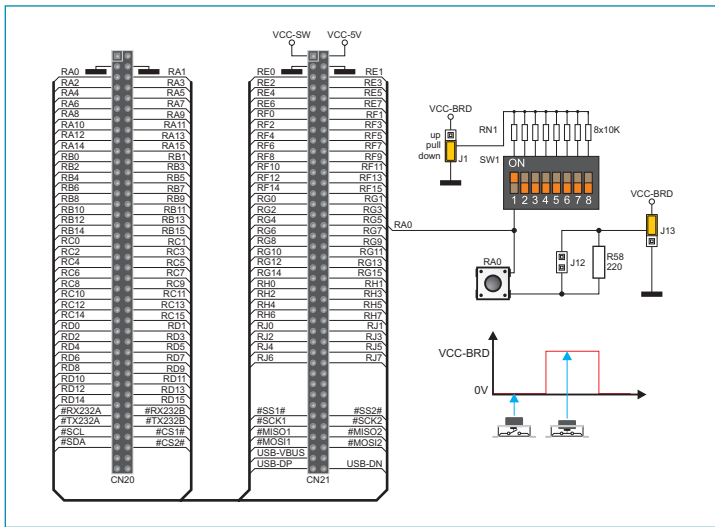 VCC-SW VCC-5V
RA0 RA1
RA2 RA3
RA4 RA5
RA6 RA7
RA8 RA9
RA10 RA11
RA12 RA13
RA14 RA15
RB0 RB1
RB2 RB3
RB4 RB5
RB6 RB7
RB8 RB9
RB10 RB11
RB12 RB13
RB14 RB15
RC0 RC1
RC2 RC3
RC4 RC5
RC6 RC7
RC8 RC9
RC10 RC11
RC12 RC13
RC14 RC15
RD0 RD1
RD2 RD3
RD4 RD5
RD6 RD7
RD8 RD9
RD10 RD11
RD12 RD13
RD14 RD15
#RX232A #RX232B
#TX232A #TX232B
#SCL #CS1#
#SDA #CS2#
CN20
RE0 RE1
RE2 RE3
RE4 RE5
RE6 RE7
RF0 RF1
RF2 RF3
RF4 RF5
RF6 RF7
RF8 RF9
RF10 RF11
RF12 RF13
RF14 RF15
RG0 RG1
RG2 RG3
RG4 RG5
RG6 RG7
RG8 RG9
RG10 RG11
RG12 RG13
RG14 RG15
RH0 RH1
RH2 RH3
RH4 RH5
RH6 RH7
RJ0 RJ1
RJ2 RJ3
RJ4 RJ5
RJ6 RJ7
#SS1# #SS2#
#SCK1 #SCK2
#MISO1 #MISO2
#MOSI1 #MOSI2
USB-VBUS
USB-DP USB-DN
CN21
RA0
VCC-BRD
up
pull
down
J1
RN1 8x10K
SW1
ON
1 2 3 4 5 6 7 8
VCC-BRD
J13
J12
R58
220
RA0
VCC-BRD
0V